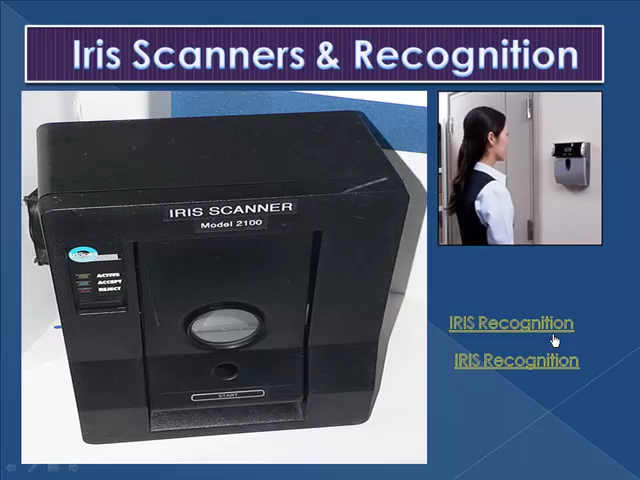 Iris Scanners & Recognition
IRIS SCANNER
Model 2100
ACTIVE
ACCEPT
REJECT
START
IRIS Recognition
IRIS Recognition